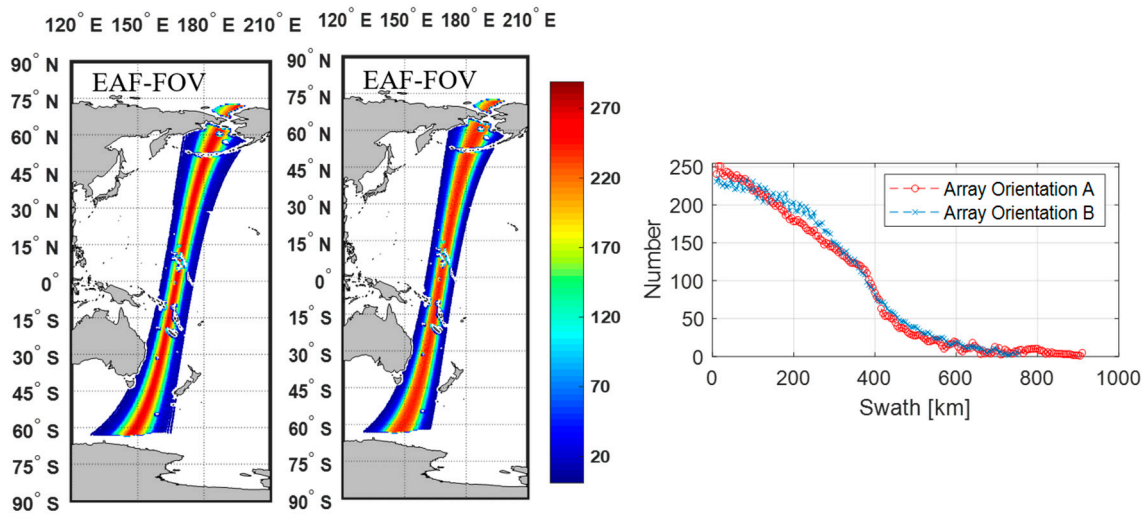 120° E 150° E 180° E 210° E
120° E 150° E 180° E 210° E
90° N
75° N
60° N
45° N
30° N
15° N
0°
15° S
30° S
45° S
60° S
75° S
90° S
EAF-FOV
90° N
75° N
60° N
45° N
30° N
15° N
0°
15° S
30° S
45° S
60° S
75° S
90° S
EAF-FOV
270
220
170
120
70
20
250
200
150
100
50
0
Number
Array Orientation A
Array Orientation B
0 200 400 600 800 1000
Swath [km]